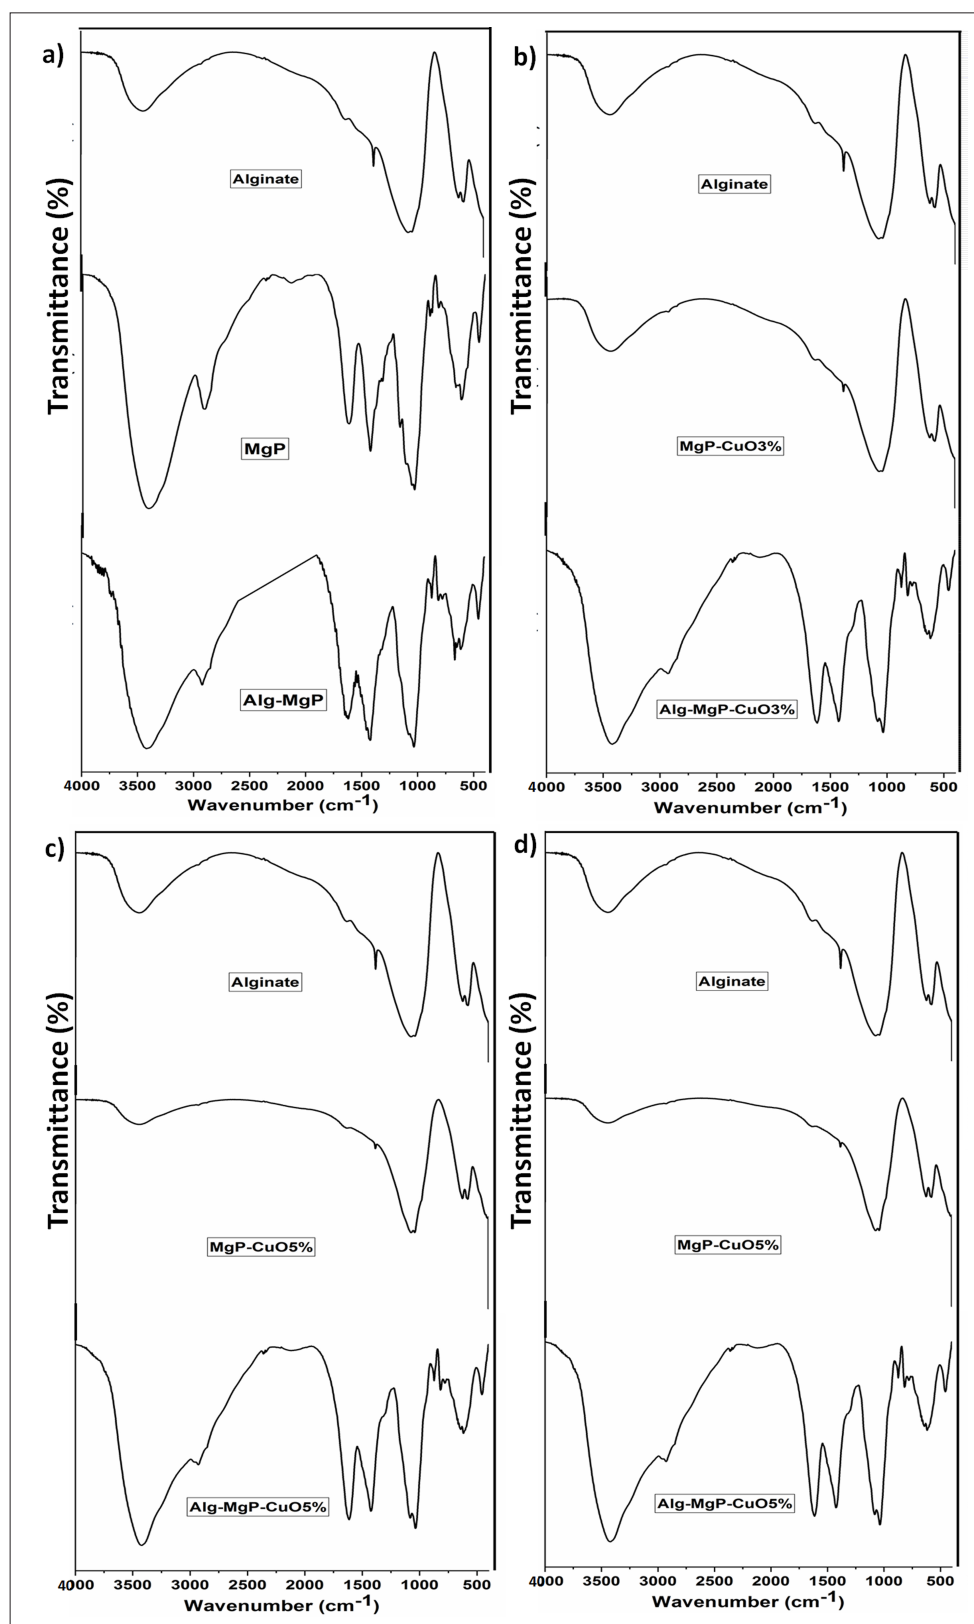 a)
Transmittance (%)
Alginate
MgP
Alg-MgP
4000 3500 3000 2500 2000 1500 1000 500
Wavenumber (cm-1)
b)
Transmittance (%)
Alginate
MgP-CuO3%
Alg-MgP-CuO3%
4000 3500 3000 2500 2000 1500 1000 500
Wavenumber (cm-1)
c)
Transmittance (%)
Alginate
MgP-CuO5%
Alg-MgP-CuO5%
4000 3500 3000 2500 2000 1500 1000 500
Wavenumber (cm-1)
d)
Transmittance (%)
Alginate
MgP-CuO5%
Alg-MgP-CuO5%
4000 3500 3000 2500 2000 1500 1000 500
Wavenumber (cm-1)